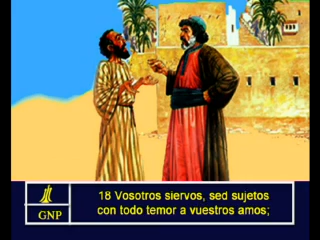 18 Vosotros siervos, sed sujetos
con todo temor a vuestros amos;
GNP